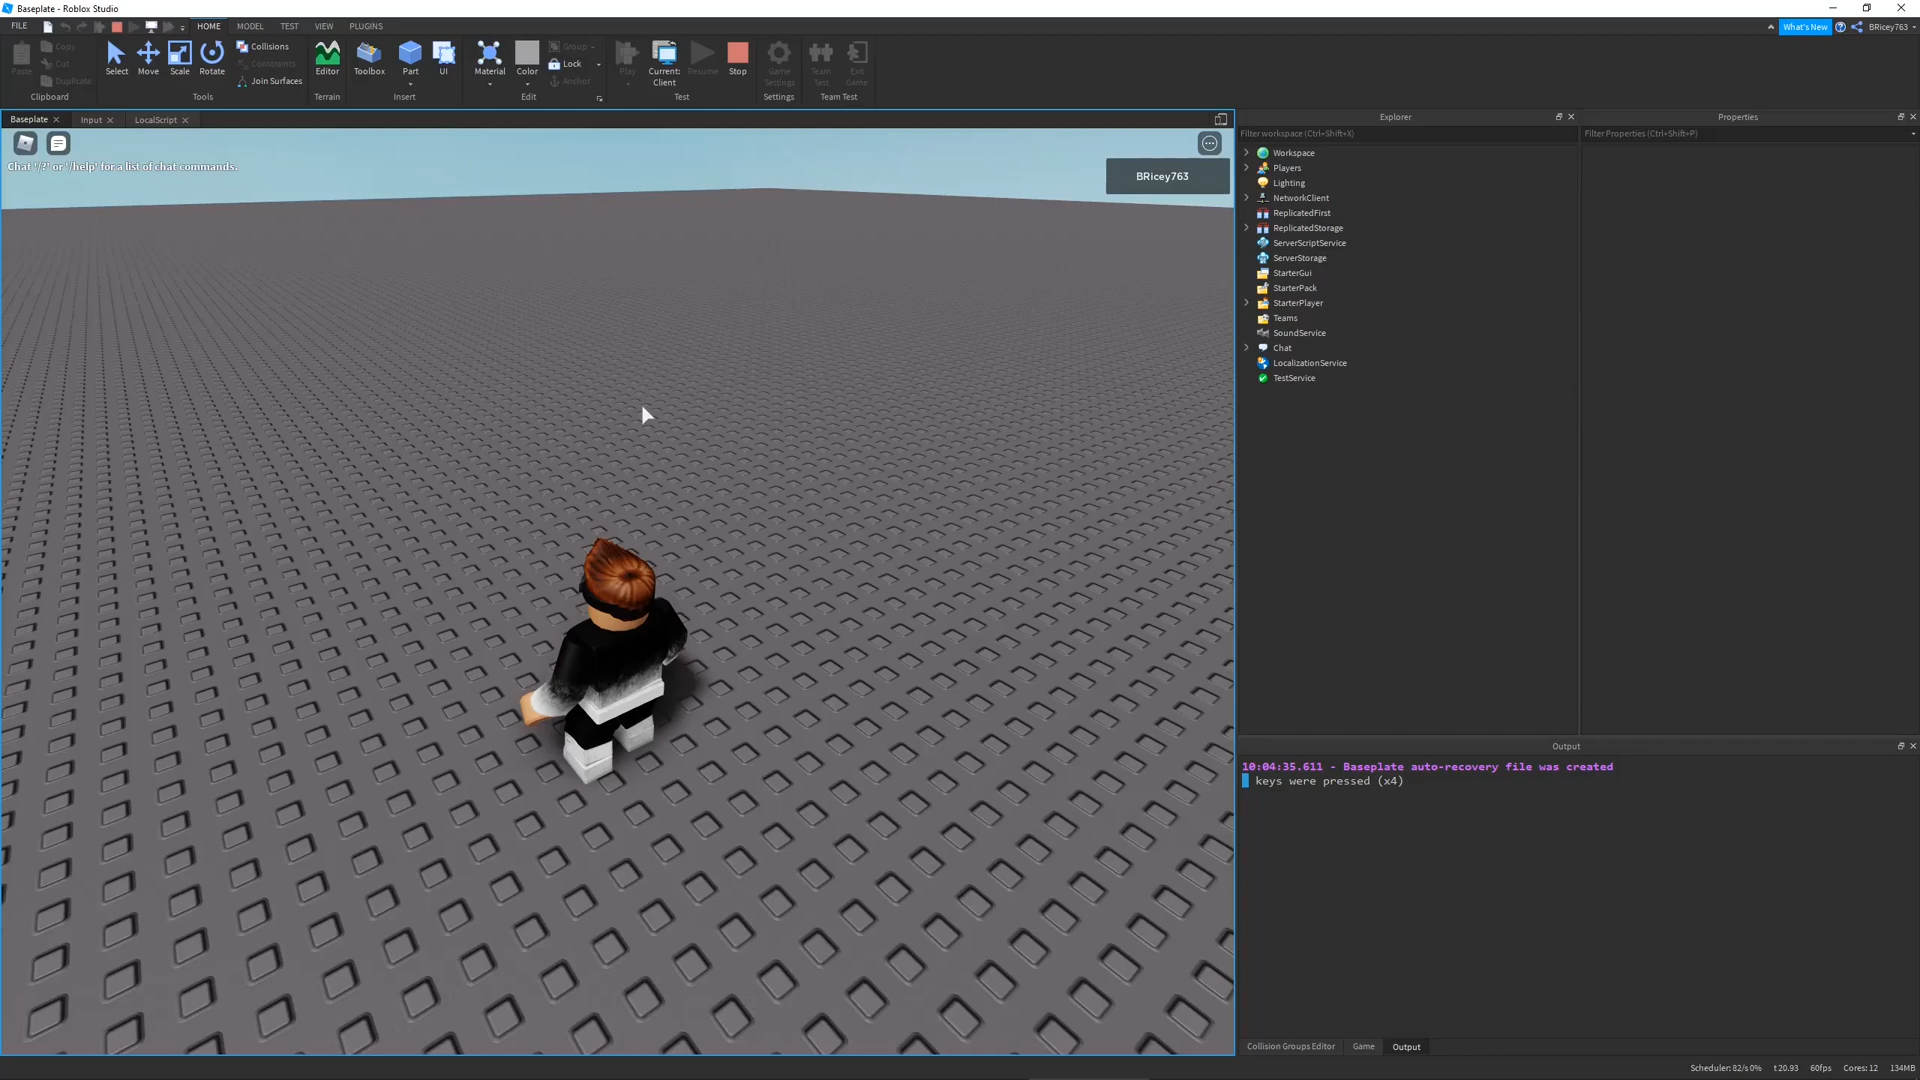 Baseplate - Roblox Studio
FILE HOME MODEL TEST VIEW PLUGINS
What's New BRicey763
Paste Copy Cut Duplicate
Clipboard
Select Move Scale Rotate
Collisions
Constraints
Join Surfaces
Tools
Editor
Terrain
Toolbox Part UI
Insert
Material Color
Group
Lock
Anchor
Edit
Play Current: Client Resume Stop
Test
Game Settings
Settings
Team Test Exit Game
Team Test
Baseplate Input LocalScript
Chat '/?' or '/help' for a list of chat commands.
BRicey763
Explorer
Filter workspace (Ctrl+Shift+X)
Workspace
Players
Lighting
NetworkClient
ReplicatedFirst
ReplicatedStorage
ServerScriptService
ServerStorage
StarterGui
StarterPack
StarterPlayer
Teams
SoundService
Chat
LocalizationService
TestService
Properties
Filter Properties (Ctrl+Shift+P)
Output
10:04:35.611 - Baseplate auto-recovery file was created
keys were pressed (x4)
Collision Groups Editor Game Output
Scheduler: 82/s 0% t 20.93 60fps Cores: 12 134MB